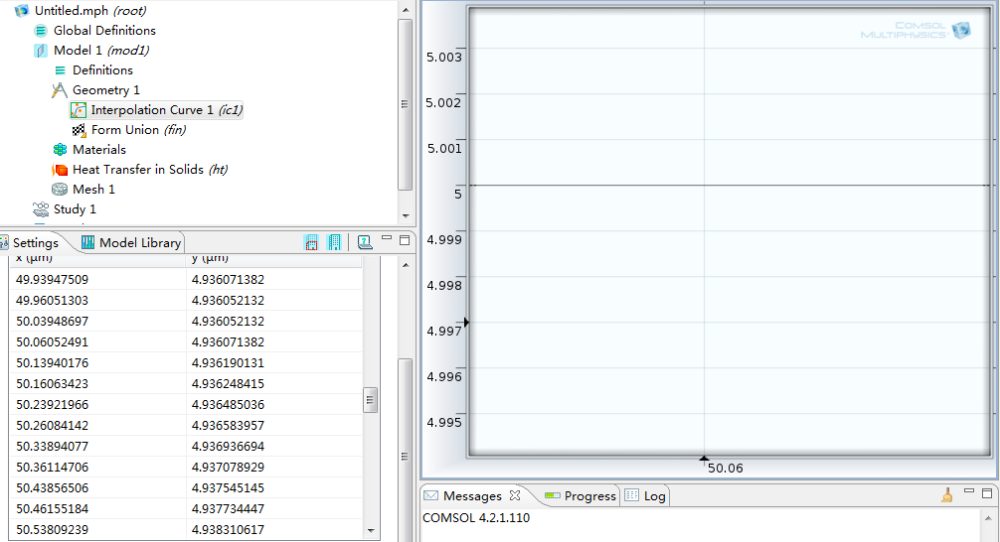 Untitled.mph (root)
Global Definitions
Model 1 (mod1)
Definitions
Geometry 1
Interpolation Curve 1 (ic1)
Form Union (fin)
Materials
Heat Transfer in Solids (ht)
Mesh 1
Study 1
Settings
Model Library
x (µm) y (µm)
49.93947509 4.936071382
49.96051303 4.936052132
50.03948697 4.936052132
50.06052491 4.936071382
50.13940176 4.936190131
50.16063423 4.936248415
50.23921966 4.936485036
50.26084142 4.936583957
50.33894077 4.936936694
50.36114706 4.937078929
50.43856506 4.937545145
50.46155184 4.937734447
50.53809239 4.938310617
COMSOL
MULTIPHYSICS
5.003
5.002
5.001
5
4.999
4.998
4.997
4.996
4.995
50.06
Messages Progress Log
COMSOL 4.2.1.110